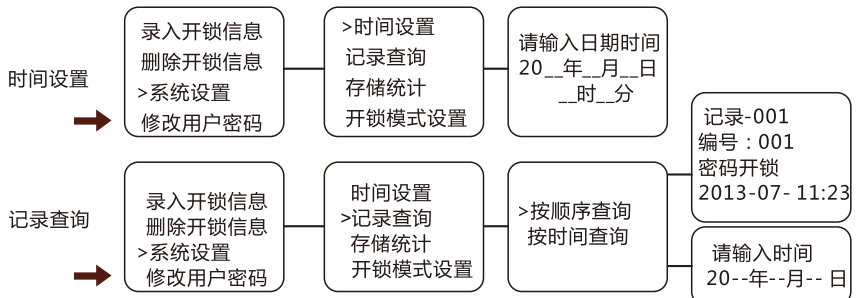 时间设置
录入开锁信息
删除开锁信息
>系统设置
修改用户密码
>时间设置
记录查询
存储统计
开锁模式设置
请输入日期时间
20__年__月__日
__时__分
记录查询
录入开锁信息
删除开锁信息
>系统设置
修改用户密码
时间设置
>记录查询
存储统计
开锁模式设置
>按顺序查询
按时间查询
记录-001
编号：001
密码开锁
2013-07- 11:23
请输入时间
20--年--月-- 日